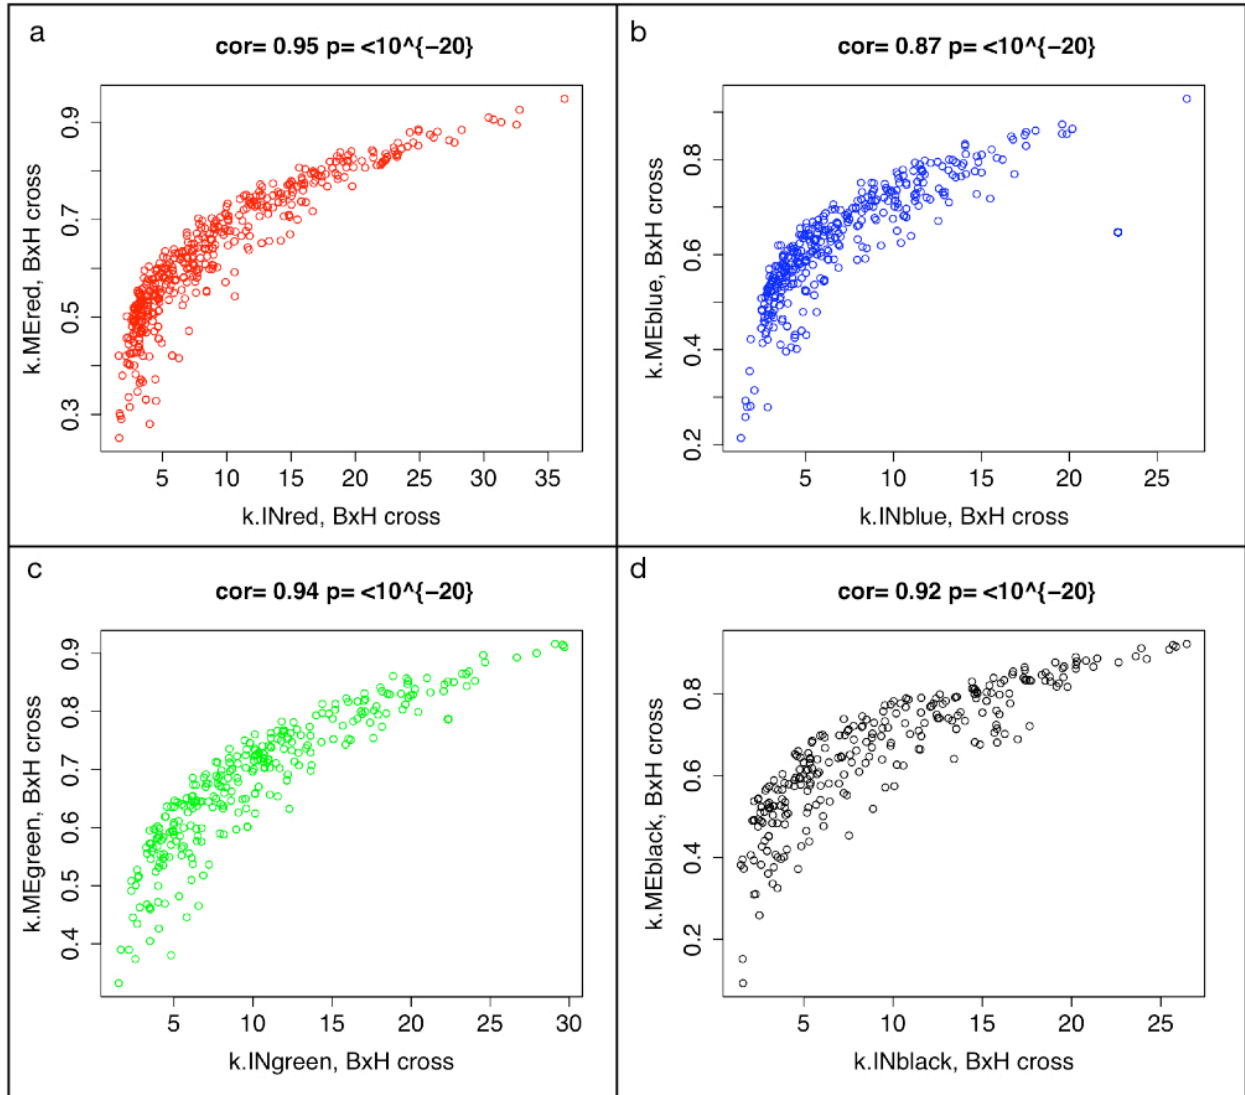 a
cor= 0.95 p= <10^{−20}
k.MEred, BxH cross
0.9
0.7
0.5
0.3
5 10 15 20 25 30 35
k.INred, BxH cross
b
cor= 0.87 p= <10^{−20}
k.MEblue, BxH cross
0.8
0.6
0.4
0.2
5 10 15 20 25
k.INblue, BxH cross
c
cor= 0.94 p= <10^{−20}
k.MEgreen, BxH cross
0.9
0.8
0.7
0.6
0.5
0.4
5 10 15 20 25 30
k.INgreen, BxH cross
d
cor= 0.92 p= <10^{−20}
k.MEblack, BxH cross
0.8
0.6
0.4
0.2
5 10 15 20 25
k.INblack, BxH cross